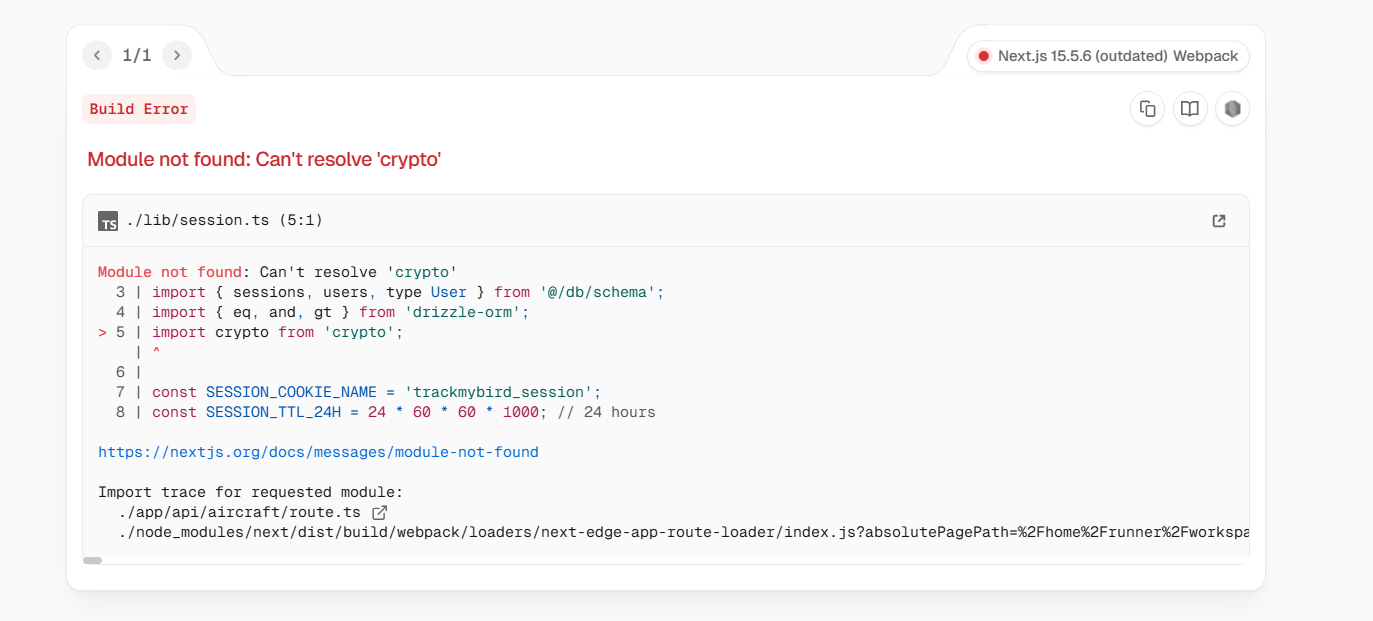 1/1
Next.js 15.5.6 (outdated) Webpack
Build Error
Module not found: Can't resolve 'crypto'
TS ./lib/session.ts (5:1)
Module not found: Can't resolve 'crypto'
3 | import { sessions, users, type User } from '@/db/schema';
4 | import { eq, and, gt } from 'drizzle-orm';
> 5 | import crypto from 'crypto';
| ^
6 |
7 | const SESSION_COOKIE_NAME = 'trackmybird_session';
8 | const SESSION_TTL_24H = 24 * 60 * 60 * 1000; // 24 hours
https://nextjs.org/docs/messages/module-not-found
Import trace for requested module:
./app/api/aircraft/route.ts
./node_modules/next/dist/build/webpack/loaders/next-edge-app-route-loader/index.js?absolutePagePath=%2Fhome%2Frunner%2Fworkspa